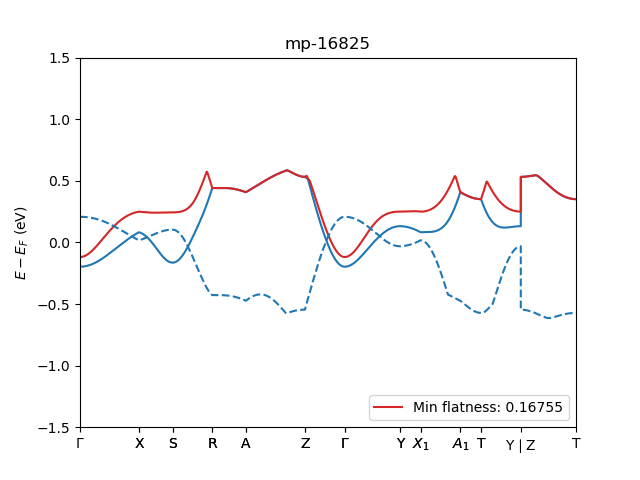 mp-16825
1.5
1.0
0.5
0.0
−0.5
−1.0
−1.5
E − E_F (eV)
Min flatness: 0.16755
Γ X S R A Z Γ Y X₁ A₁ T Y | Z T